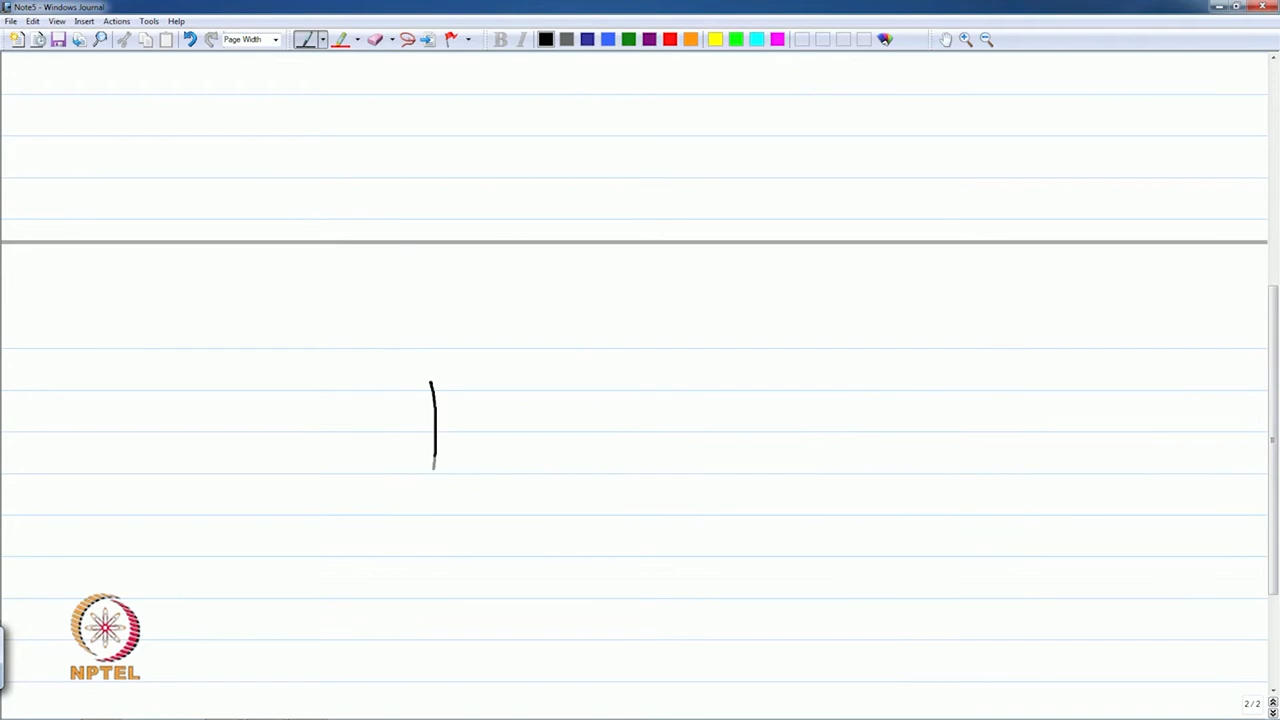 Note5 - Windows Journal
File Edit View Insert Actions Tools Help
Page Width
B I
NPTEL
2 / 2